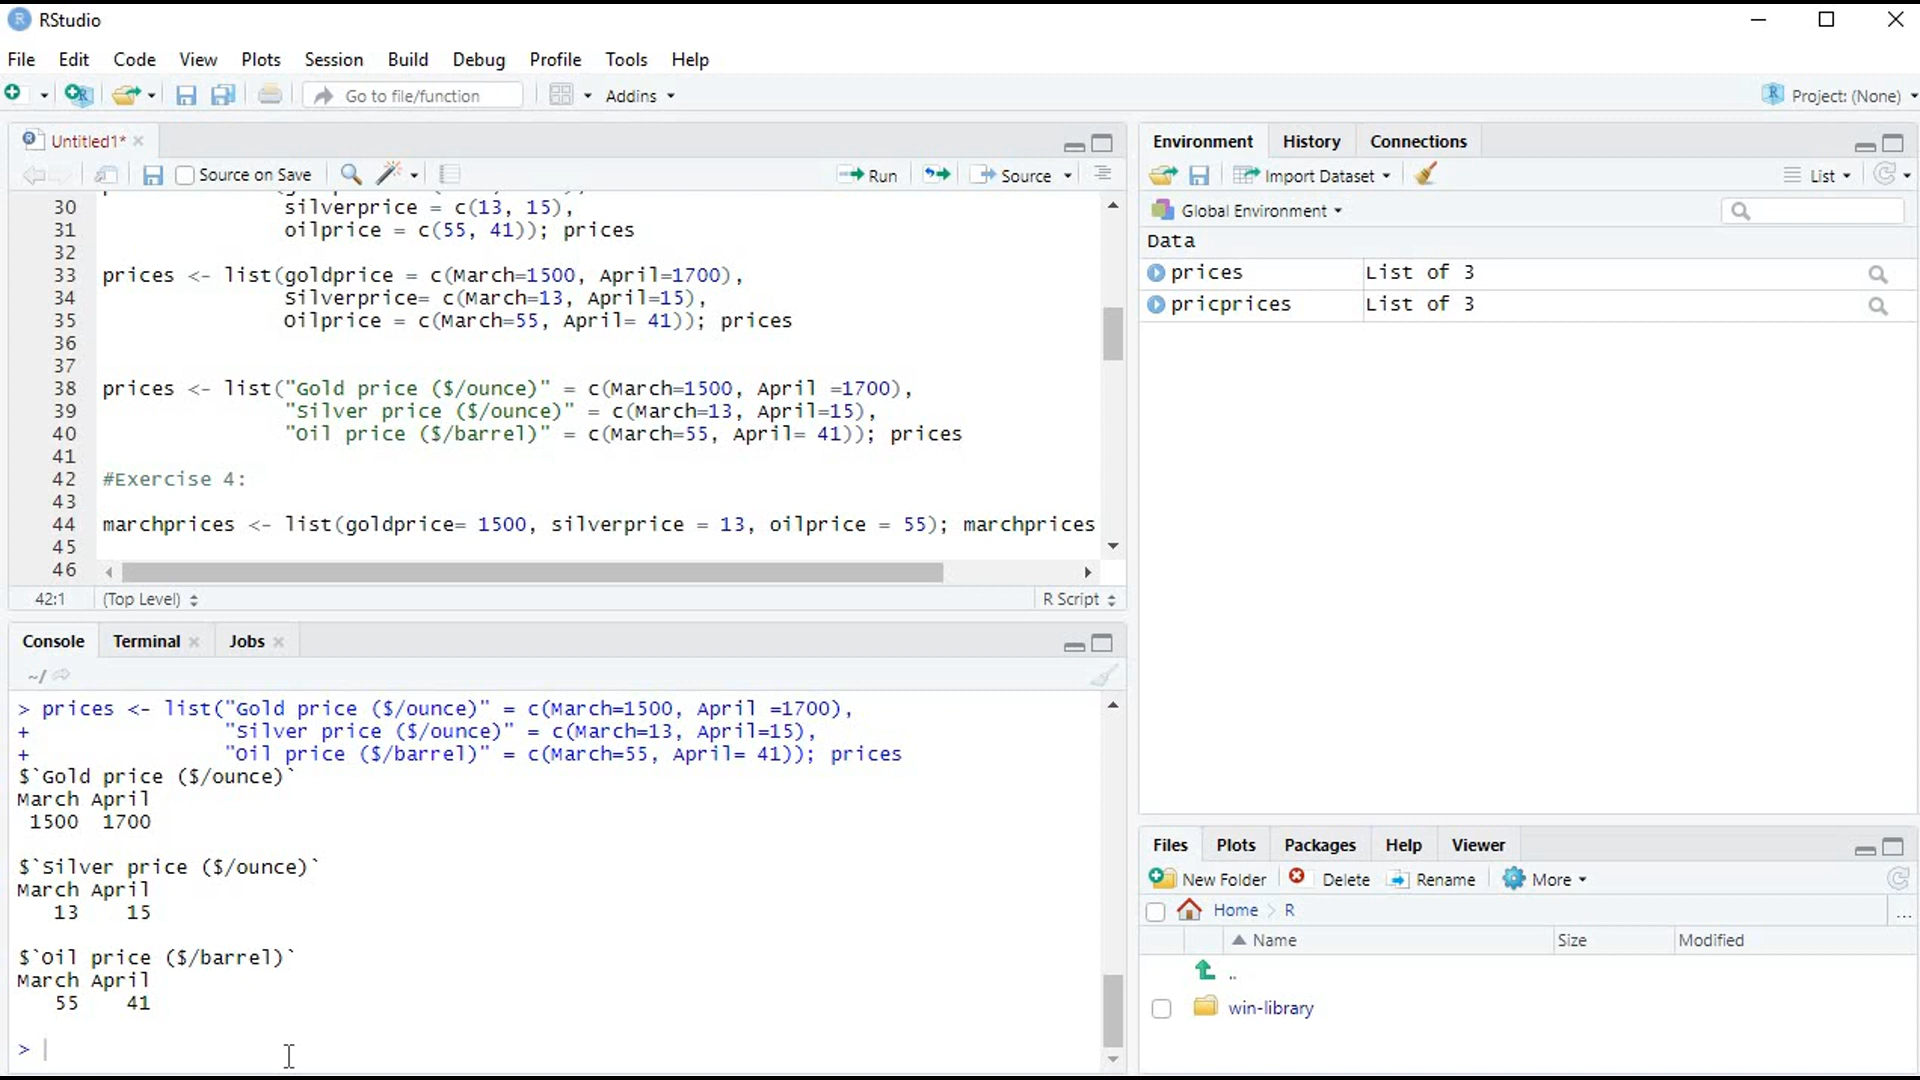 RStudio
File Edit Code View Plots Session Build Debug Profile Tools Help
Go to file/function Addins Project: (None)
Untitled1*
Source on Save Run Source
30 silverprice = c(13, 15),
31 oilprice = c(55, 41)); prices
32
33 prices <- list(goldprice = c(March=1500, April=1700),
34 Silverprice= c(March=13, April=15),
35 Oilprice = c(March=55, April= 41)); prices
36
37
38 prices <- list("Gold price ($/ounce)" = c(March=1500, April =1700),
39 "Silver price ($/ounce)" = c(March=13, April=15),
40 "Oil price ($/barrel)" = c(March=55, April= 41)); prices
41
42 #Exercise 4:
43
44 marchprices <- list(goldprice= 1500, silverprice = 13, oilprice = 55); marchprices
45
46
42:1 (Top Level) R Script
Console Terminal Jobs
~/
> prices <- list("Gold price ($/ounce)" = c(March=1500, April =1700),
+ "Silver price ($/ounce)" = c(March=13, April=15),
+ "Oil price ($/barrel)" = c(March=55, April= 41)); prices
$`Gold price ($/ounce)`
March April
1500 1700
$`Silver price ($/ounce)`
March April
13 15
$`Oil price ($/barrel)`
March April
55 41
>
Environment History Connections
Import Dataset List
Global Environment
Data
prices List of 3
pricprices List of 3
Files Plots Packages Help Viewer
New Folder Delete Rename More
Home R ...
Name Size Modified
..
win-library